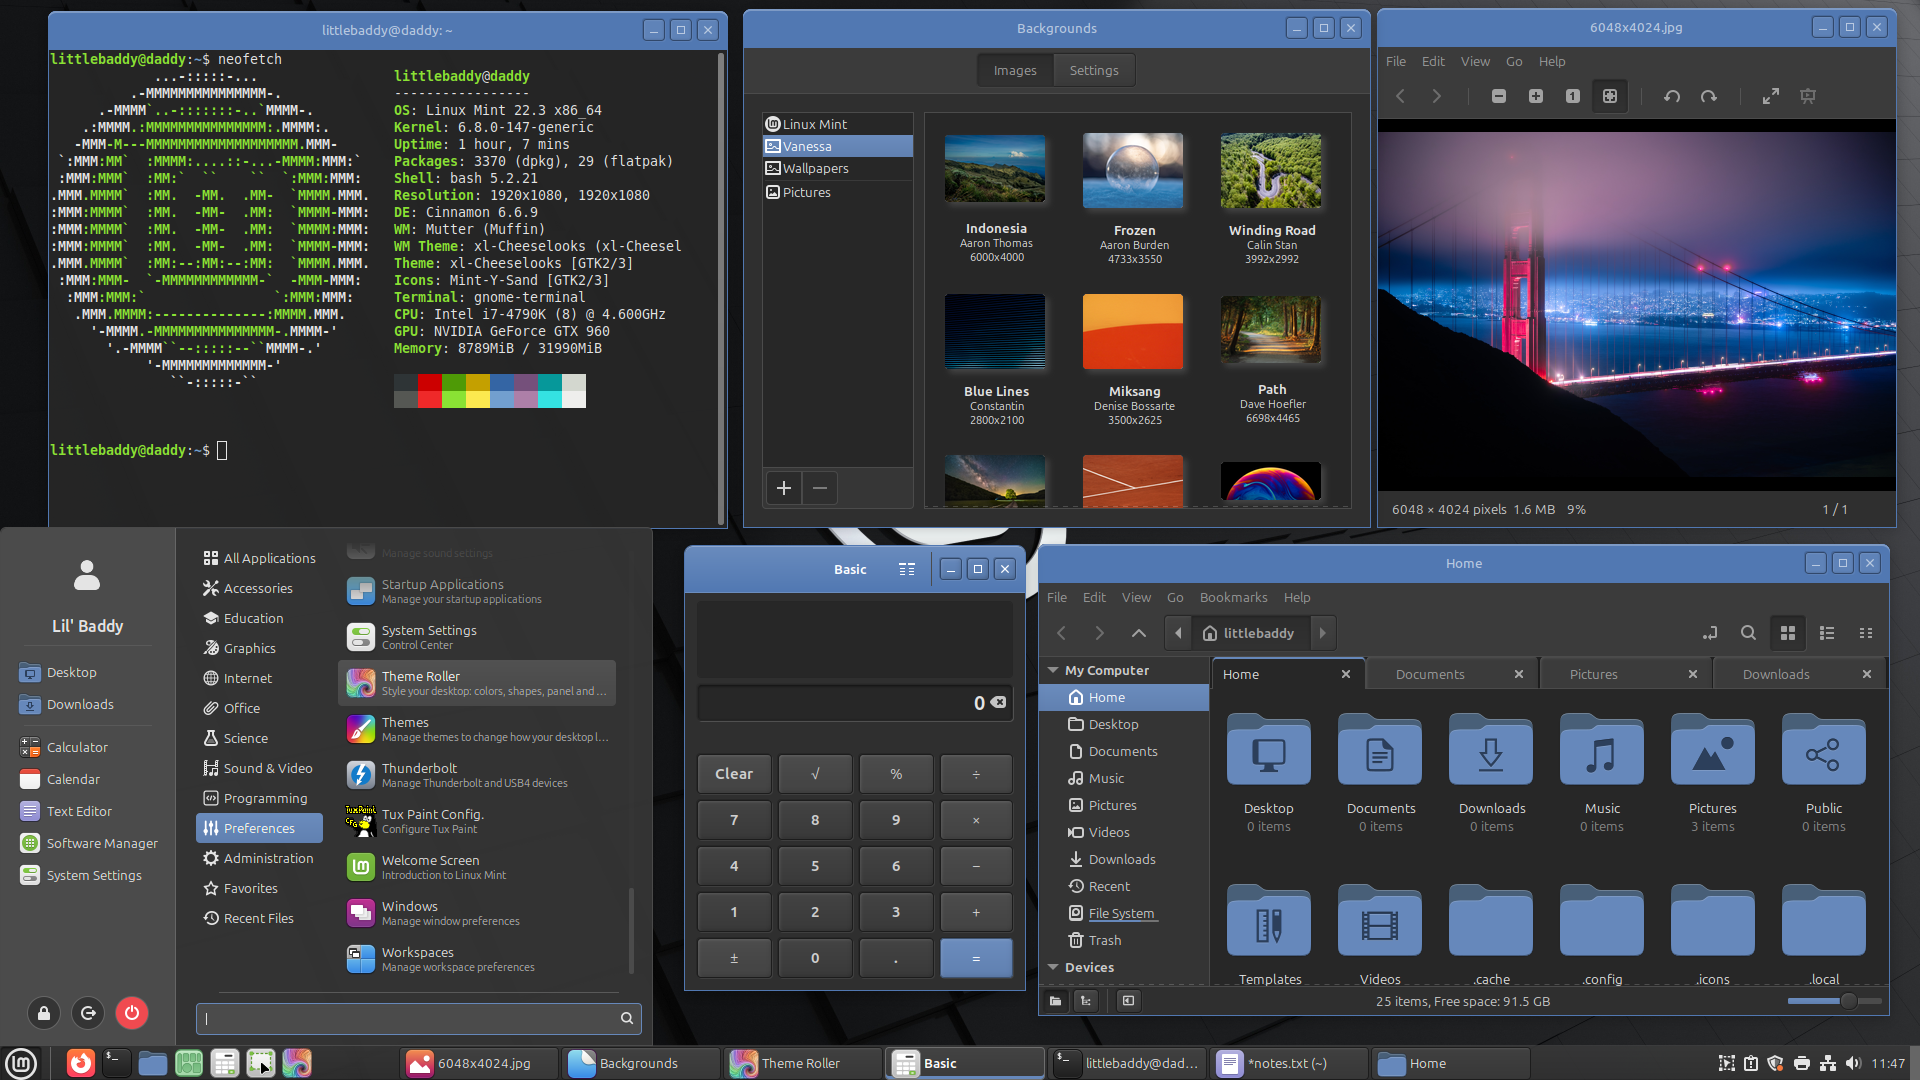 littlebaddy@daddy: ~
littlebaddy@daddy:~$ neofetch
littlebaddy@daddy
-----------------
OS: Linux Mint 22.3 x86_64
Kernel: 6.8.0-147-generic
Uptime: 1 hour, 7 mins
Packages: 3370 (dpkg), 29 (flatpak)
Shell: bash 5.2.21
Resolution: 1920x1080, 1920x1080
DE: Cinnamon 6.6.9
WM: Mutter (Muffin)
WM Theme: xl-Cheeselooks (xl-Cheesel
Theme: xl-Cheeselooks [GTK2/3]
Icons: Mint-Y-Sand [GTK2/3]
Terminal: gnome-terminal
CPU: Intel i7-4790K (8) @ 4.600GHz
GPU: NVIDIA GeForce GTX 960
Memory: 8789MiB / 31990MiB
littlebaddy@daddy:~$
Backgrounds
Images
Settings
Linux Mint
Vanessa
Wallpapers
Pictures
Indonesia
Aaron Thomas
6000x4000
Frozen
Aaron Burden
4733x3550
Winding Road
Calin Stan
3992x2992
Blue Lines
Constantin
2800x2100
Miksang
Denise Bossarte
3500x2625
Path
Dave Hoefler
6698x4465
6048x4024.jpg
File Edit View Go Help
6048 × 4024 pixels 1.6 MB 9%
1 / 1
Lil' Baddy
Desktop
Downloads
Calculator
Calendar
Text Editor
Software Manager
System Settings
All Applications
Accessories
Education
Graphics
Internet
Office
Science
Sound & Video
Programming
Preferences
Administration
Favorites
Recent Files
Manage sound settings
Startup Applications
Manage your startup applications
System Settings
Control Center
Theme Roller
Style your desktop: colors, shapes, panel and ...
Themes
Manage themes to change how your desktop l...
Thunderbolt
Manage Thunderbolt and USB4 devices
Tux Paint Config.
Configure Tux Paint
Welcome Screen
Introduction to Linux Mint
Windows
Manage window preferences
Workspaces
Manage workspace preferences
Basic
0
Clear √ % ÷
7 8 9 ×
4 5 6 −
1 2 3 +
± 0 . =
Home
File Edit View Go Bookmarks Help
littlebaddy
My Computer
Home
Desktop
Documents
Music
Pictures
Videos
Downloads
Recent
File System
Trash
Devices
Home
Documents
Pictures
Downloads
Desktop
0 items
Documents
0 items
Downloads
0 items
Music
0 items
Pictures
3 items
Public
0 items
Templates
Videos
.cache
.config
.icons
.local
25 items, Free space: 91.5 GB
6048x4024.jpg
Backgrounds
Theme Roller
Basic
littlebaddy@dad...
*notes.txt (~)
Home
11:47